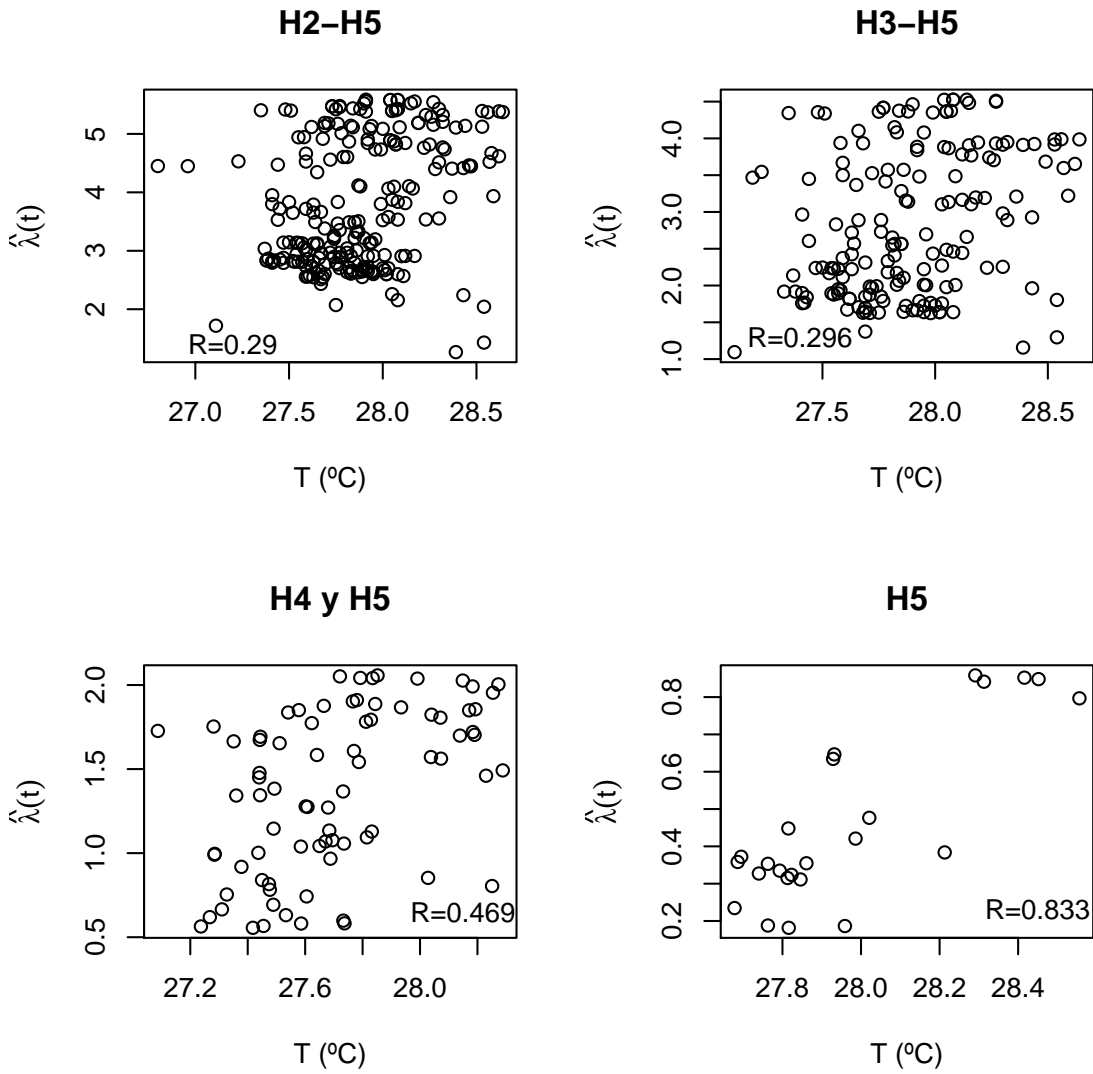 H2−H5
λ̂(t)
5
4
3
2
R=0.29
27.0 27.5 28.0 28.5
T (ºC)
H3−H5
λ̂(t)
4.0
3.0
2.0
1.0
R=0.296
27.5 28.0 28.5
T (ºC)
H4 y H5
λ̂(t)
2.0
1.5
1.0
0.5
R=0.469
27.2 27.6 28.0
T (ºC)
H5
λ̂(t)
0.8
0.6
0.4
0.2
R=0.833
27.8 28.0 28.2 28.4
T (ºC)